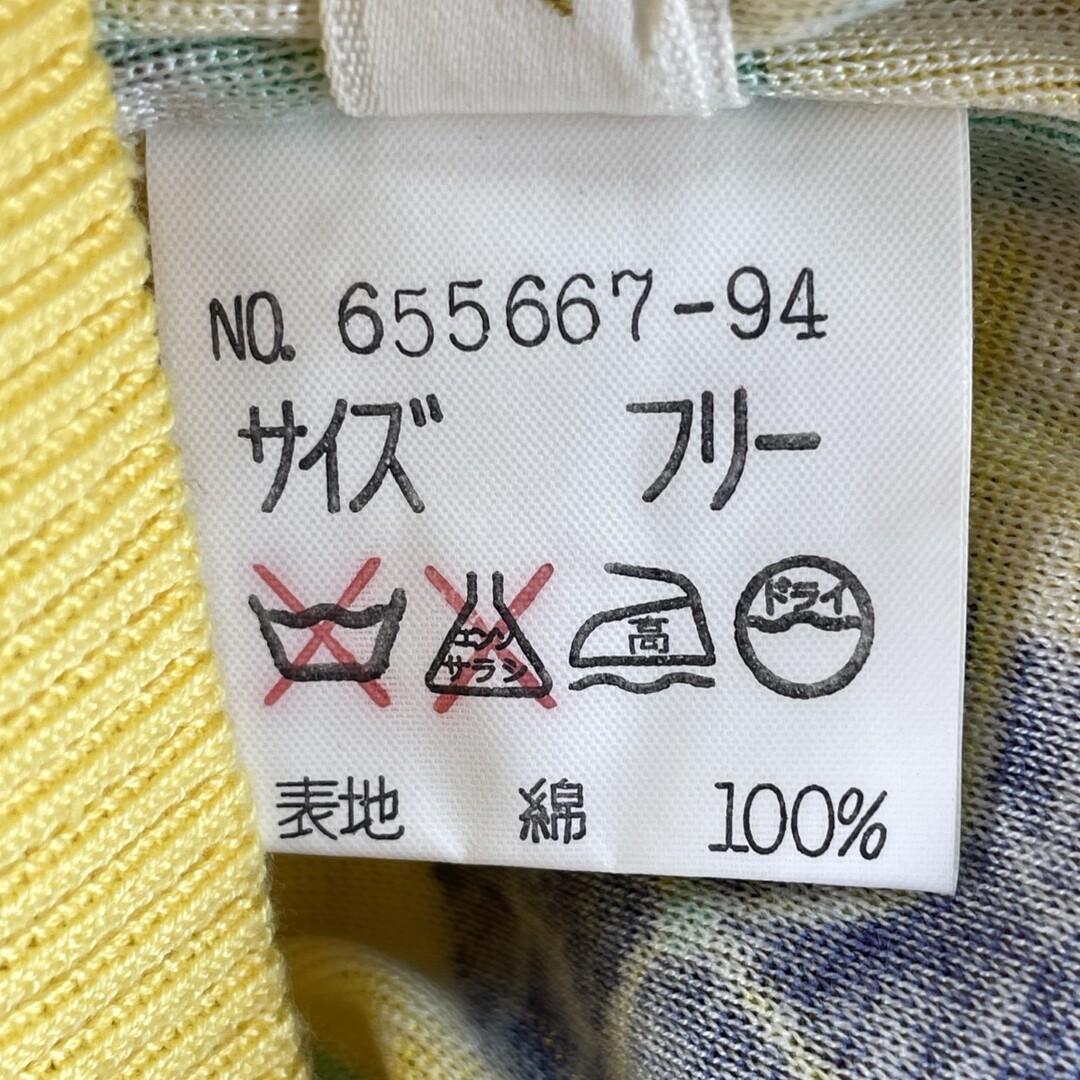 NO. 655667-94
サイズ フリー
エンソサラシ 高 ドライ
表地 綿 100%